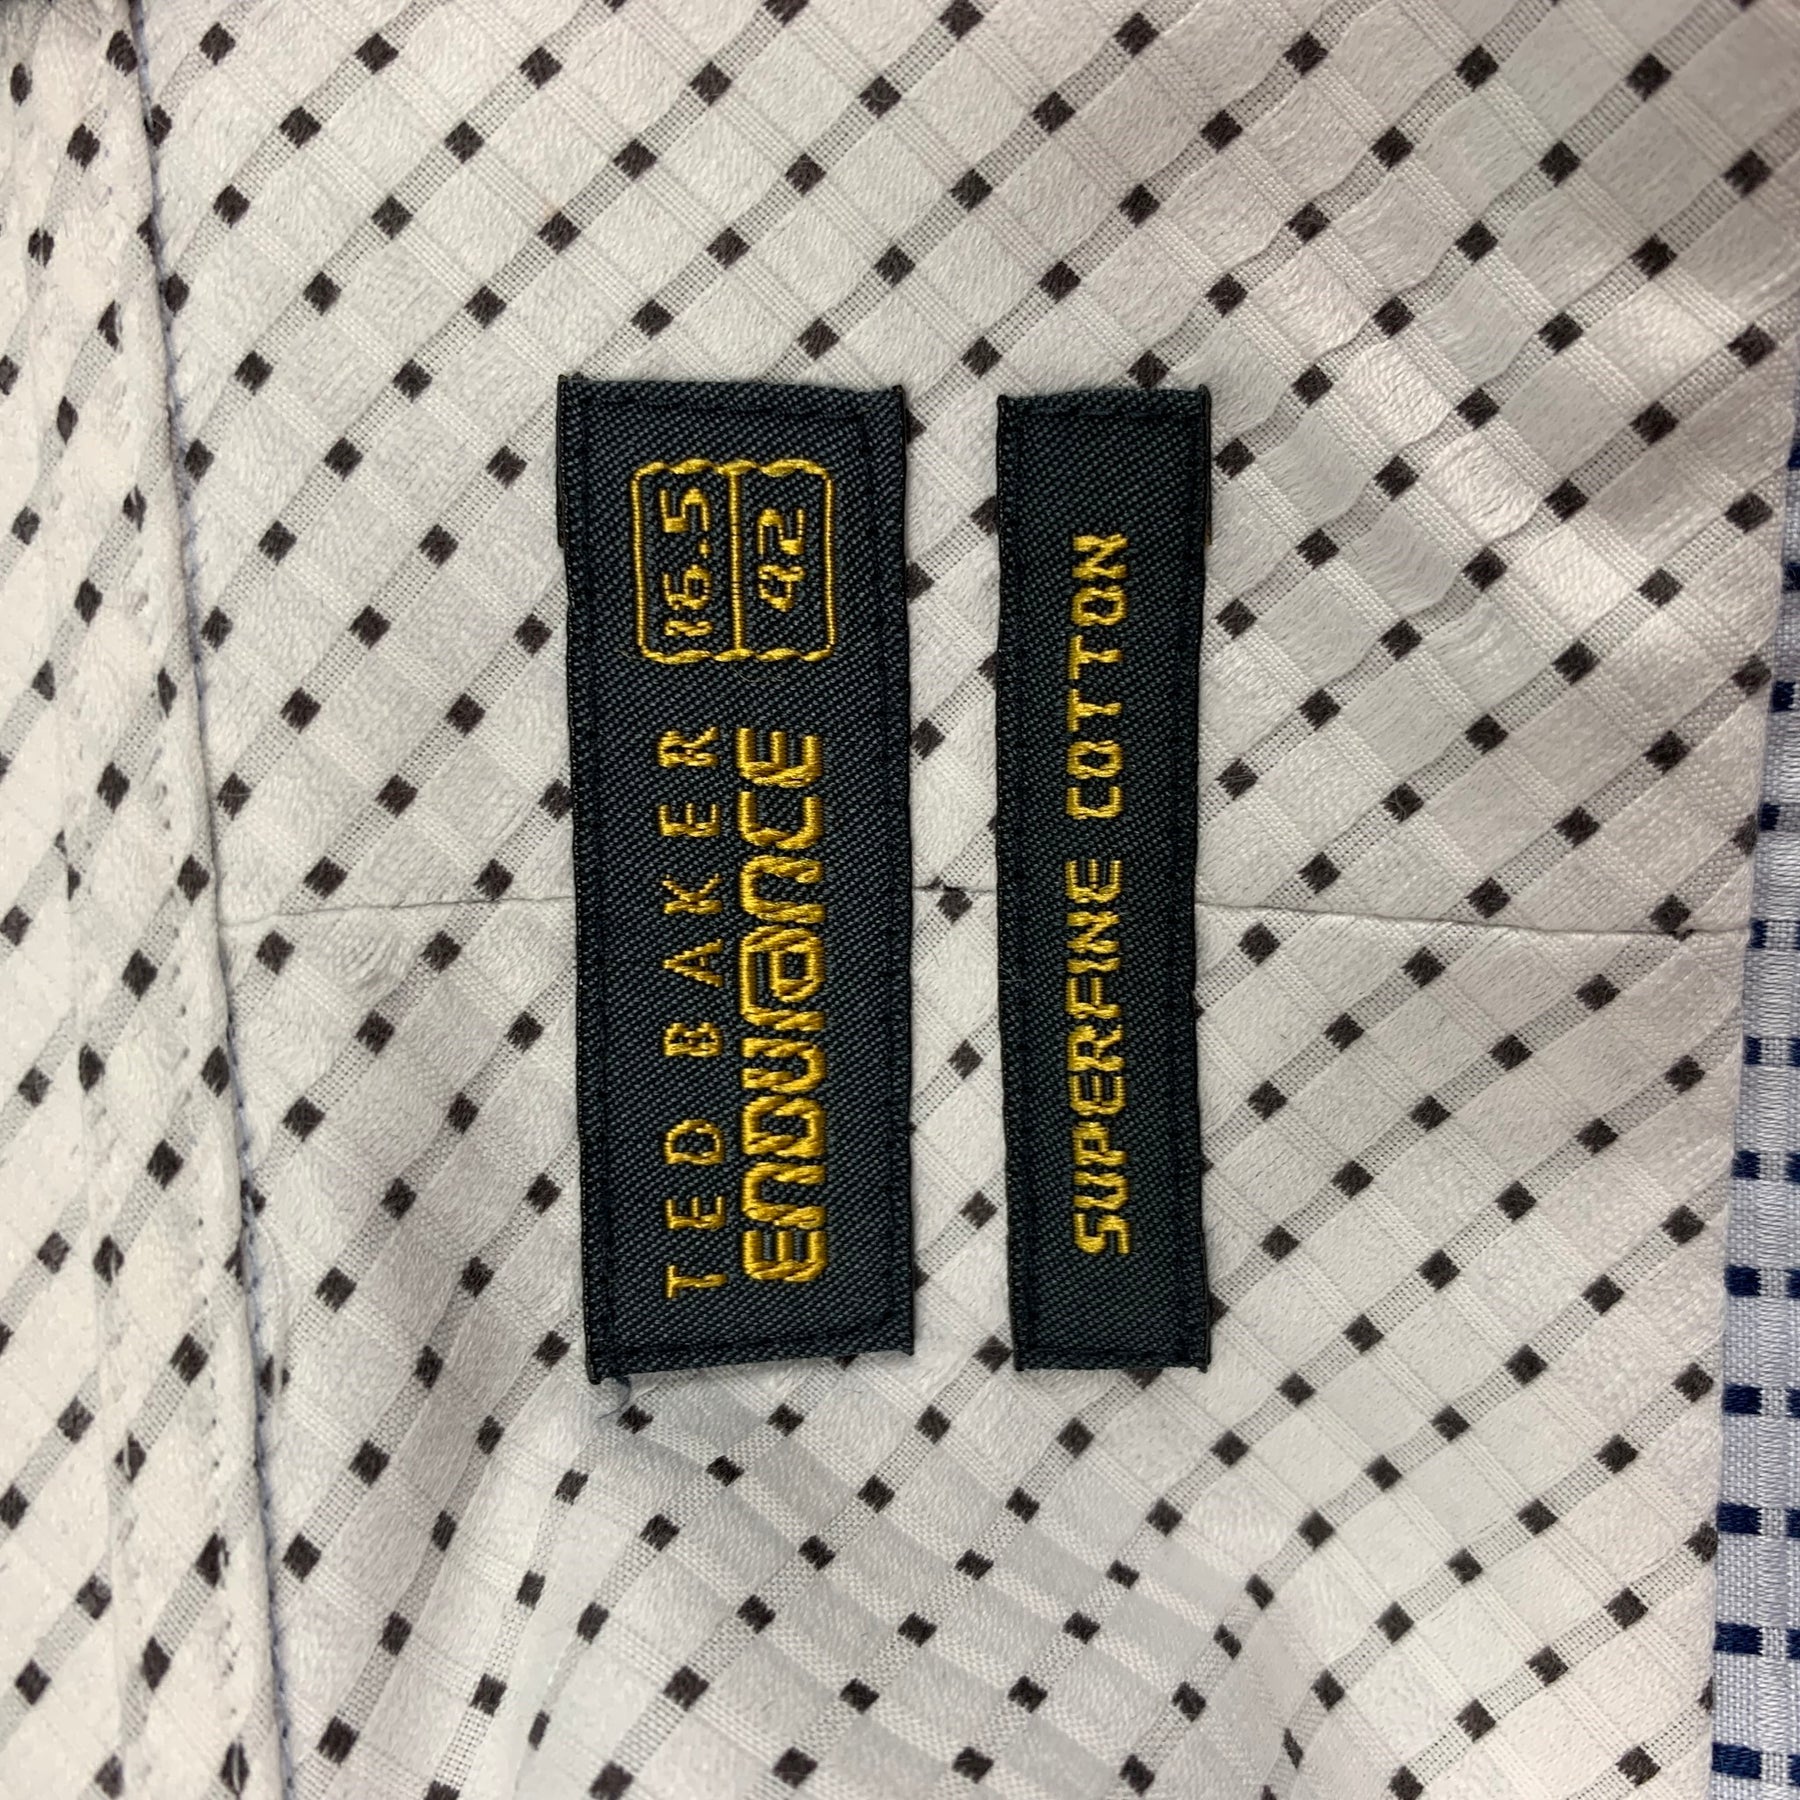 TED BAKER
ENDURANCE
16.5
42
SUPERFINE COTTON